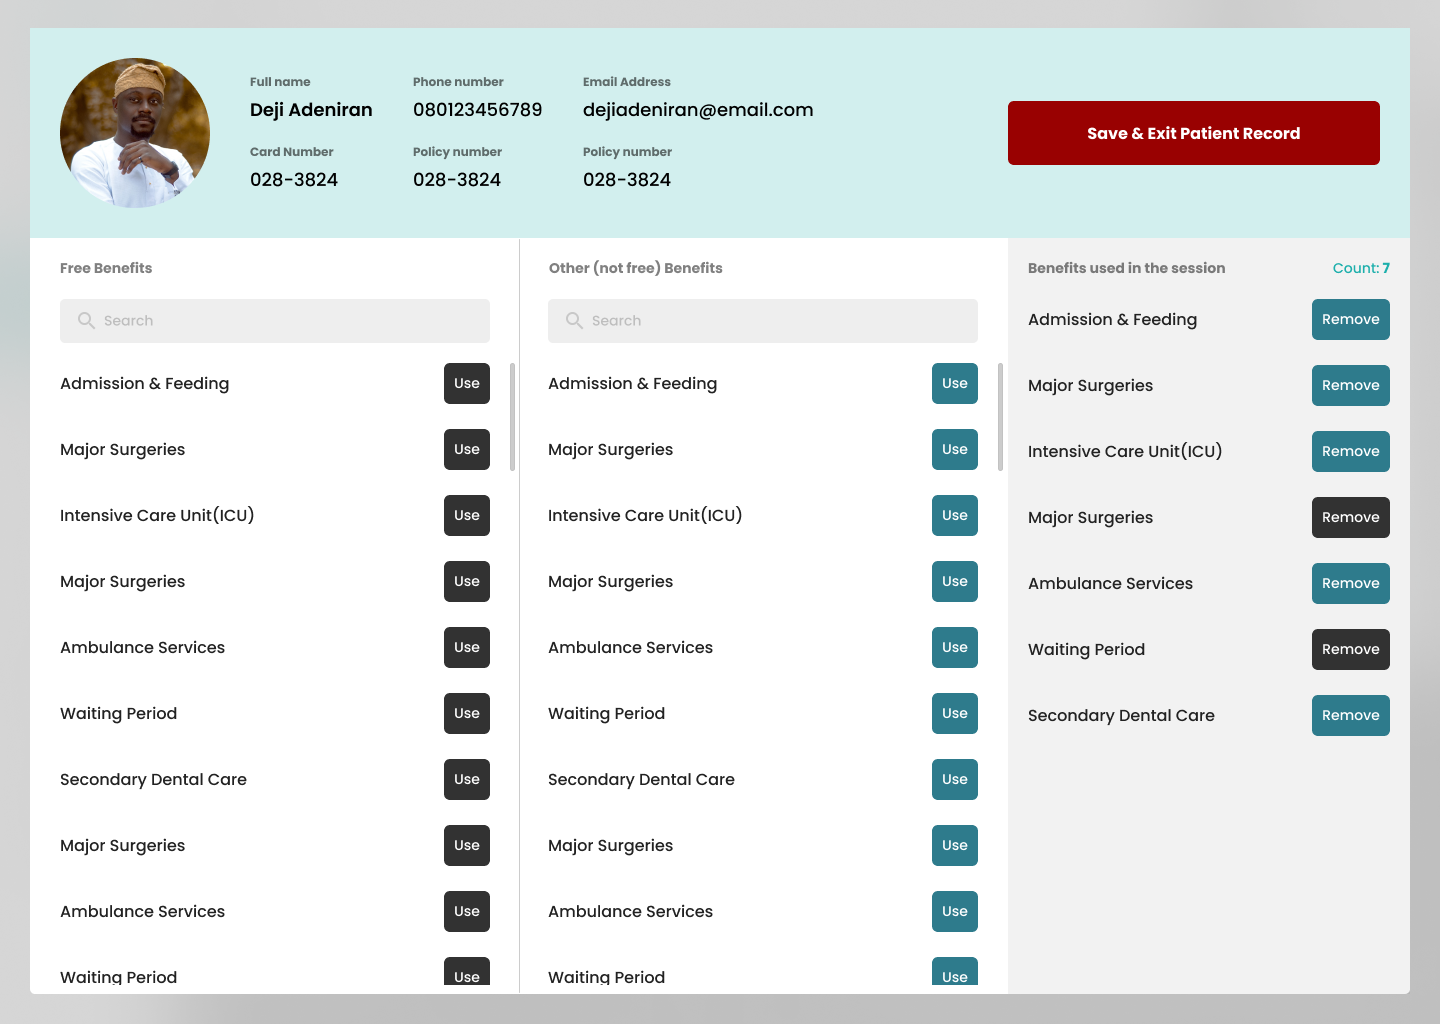 Full name
Deji Adeniran
Phone number
080123456789
Email Address
dejiadeniran@email.com
Card Number
028-3824
Policy number
028-3824
Policy number
028-3824
Save & Exit Patient Record
Free Benefits
Search
Admission & Feeding Use
Major Surgeries Use
Intensive Care Unit(ICU) Use
Major Surgeries Use
Ambulance Services Use
Waiting Period Use
Secondary Dental Care Use
Major Surgeries Use
Ambulance Services Use
Waiting Period Use
Other (not free) Benefits
Search
Admission & Feeding Use
Major Surgeries Use
Intensive Care Unit(ICU) Use
Major Surgeries Use
Ambulance Services Use
Waiting Period Use
Secondary Dental Care Use
Major Surgeries Use
Ambulance Services Use
Waiting Period Use
Benefits used in the session Count: 7
Admission & Feeding Remove
Major Surgeries Remove
Intensive Care Unit(ICU) Remove
Major Surgeries Remove
Ambulance Services Remove
Waiting Period Remove
Secondary Dental Care Remove